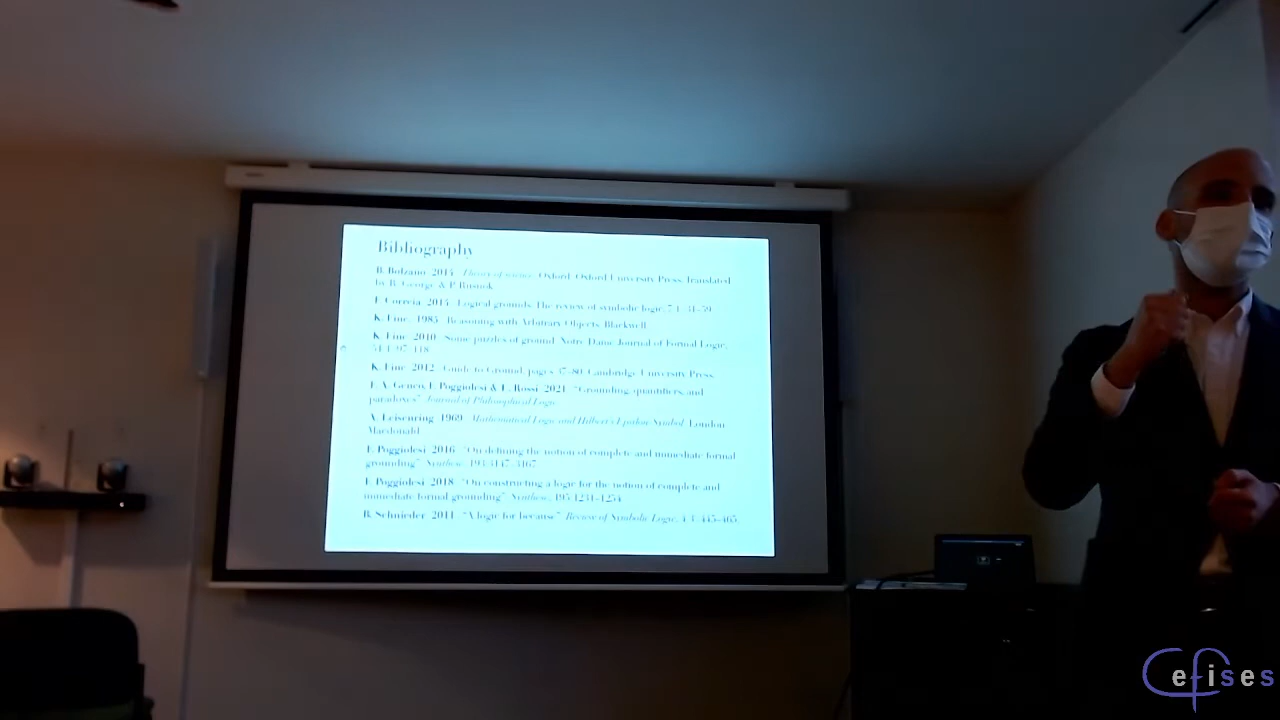 Bibliography
B. Bolzano 2014 Theory of science. Oxford: Oxford University Press. Translated
by R. George & P. Rusnok
F. Correia 2014 Logical grounds. The review of symbolic logic, 7 1 31-59
K. Fine 1985 Reasoning with Arbitrary Objects. Blackwell
K. Fine 2010 Some puzzles of ground. Notre Dame Journal of Formal Logic,
51 1 97-118
K. Fine 2012 Guide to Ground, pages 37-80. Cambridge University Press.
F. A. Genco, F. Poggiolesi & L. Rossi 2021 "Grounding, quantifiers, and
paradoxes" Journal of Philosophical Logic
A. Leisenring 1969 Mathematical Logic and Hilbert's Epsilon Symbol. London
Macdonald
F. Poggiolesi 2016 "On defining the notion of complete and immediate formal
grounding" Synthese, 193 3147-3167
F. Poggiolesi 2018 "On constructing a logic for the notion of complete and
immediate formal grounding" Synthese, 195 1231-1254
B. Schnieder 2011 "A logic for because" Review of Symbolic Logic, 4 3 445-465.
Cefises